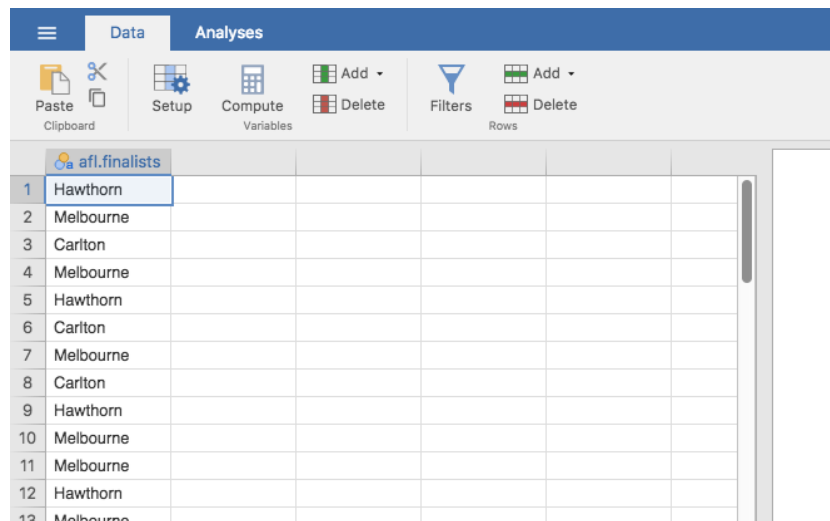 Data Analyses
Paste Setup Compute Add Delete Filters Add Delete
Clipboard Variables Rows
a afl.finalists
1 Hawthorn
2 Melbourne
3 Carlton
4 Melbourne
5 Hawthorn
6 Carlton
7 Melbourne
8 Carlton
9 Hawthorn
10 Melbourne
11 Melbourne
12 Hawthorn
13 Melbourne